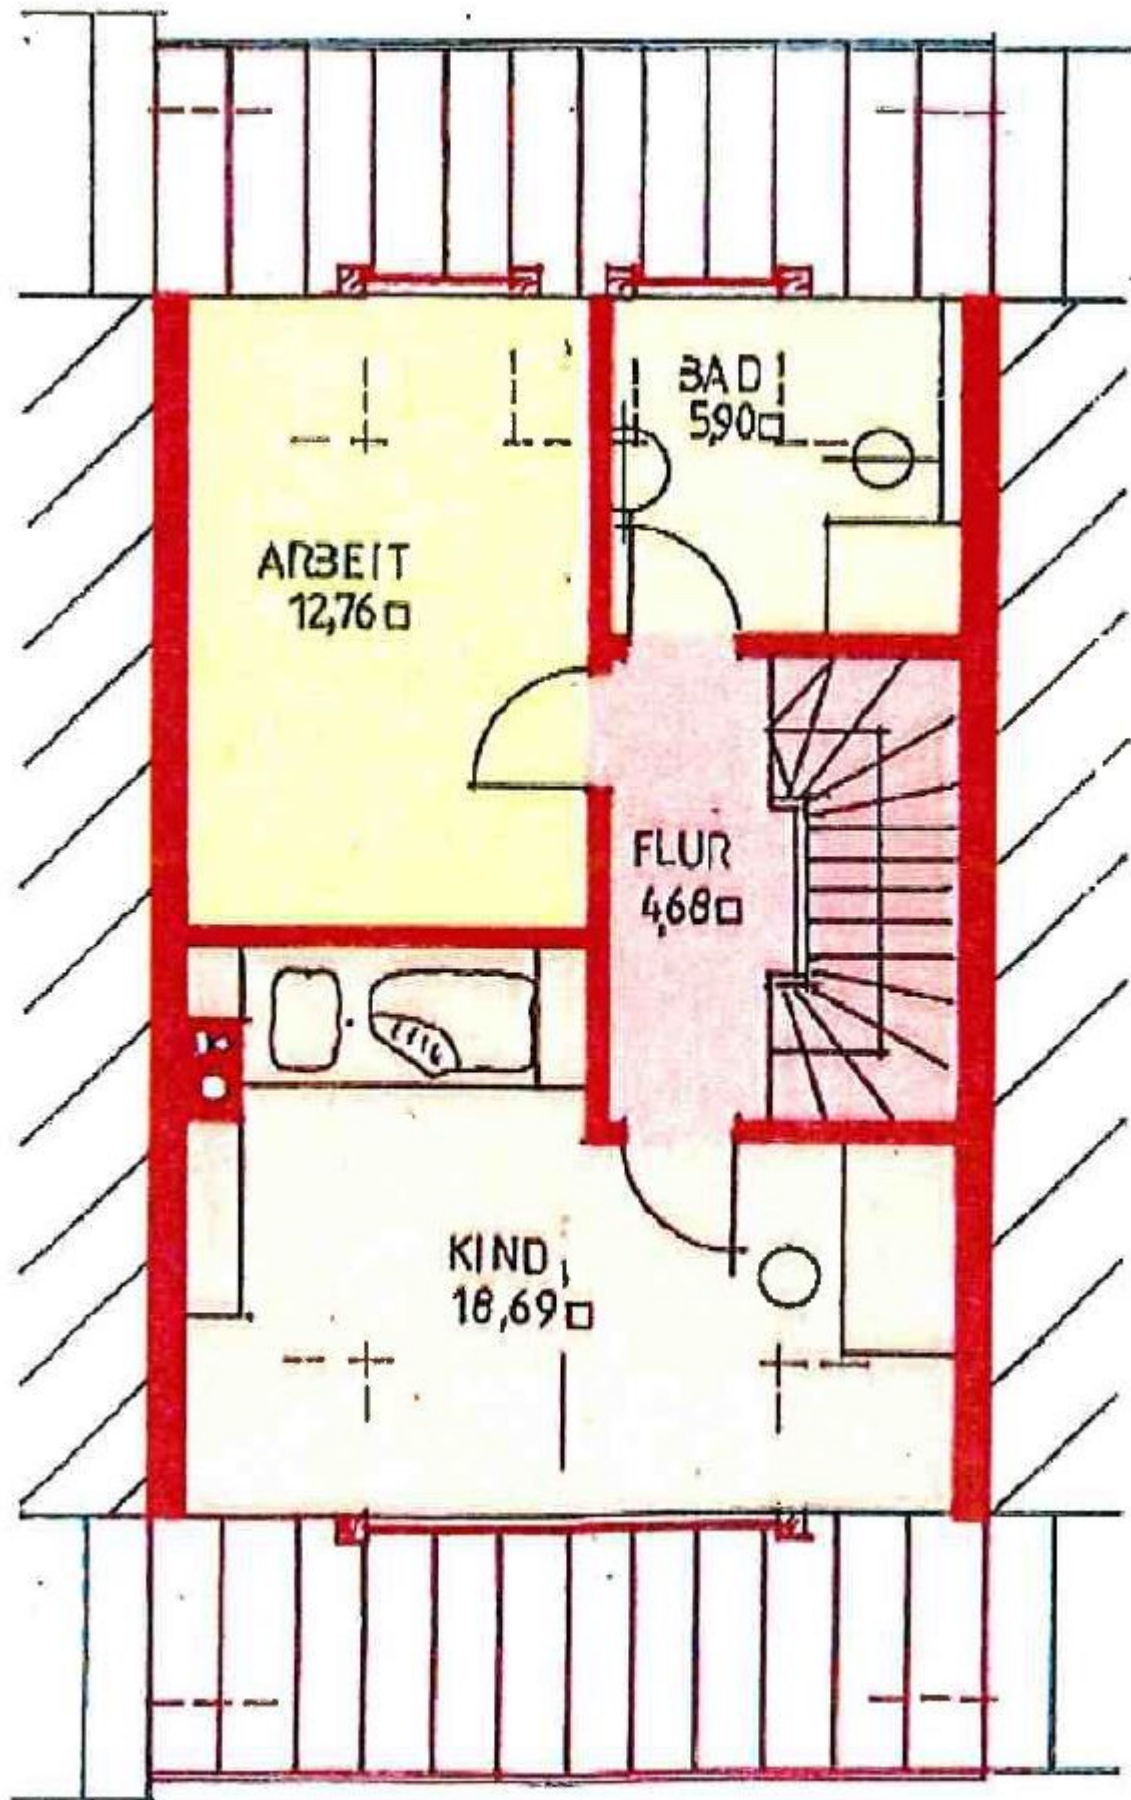 BAD
5,90 □
ARBEIT
12,76 □
FLUR
4,68 □
KIND
18,69 □